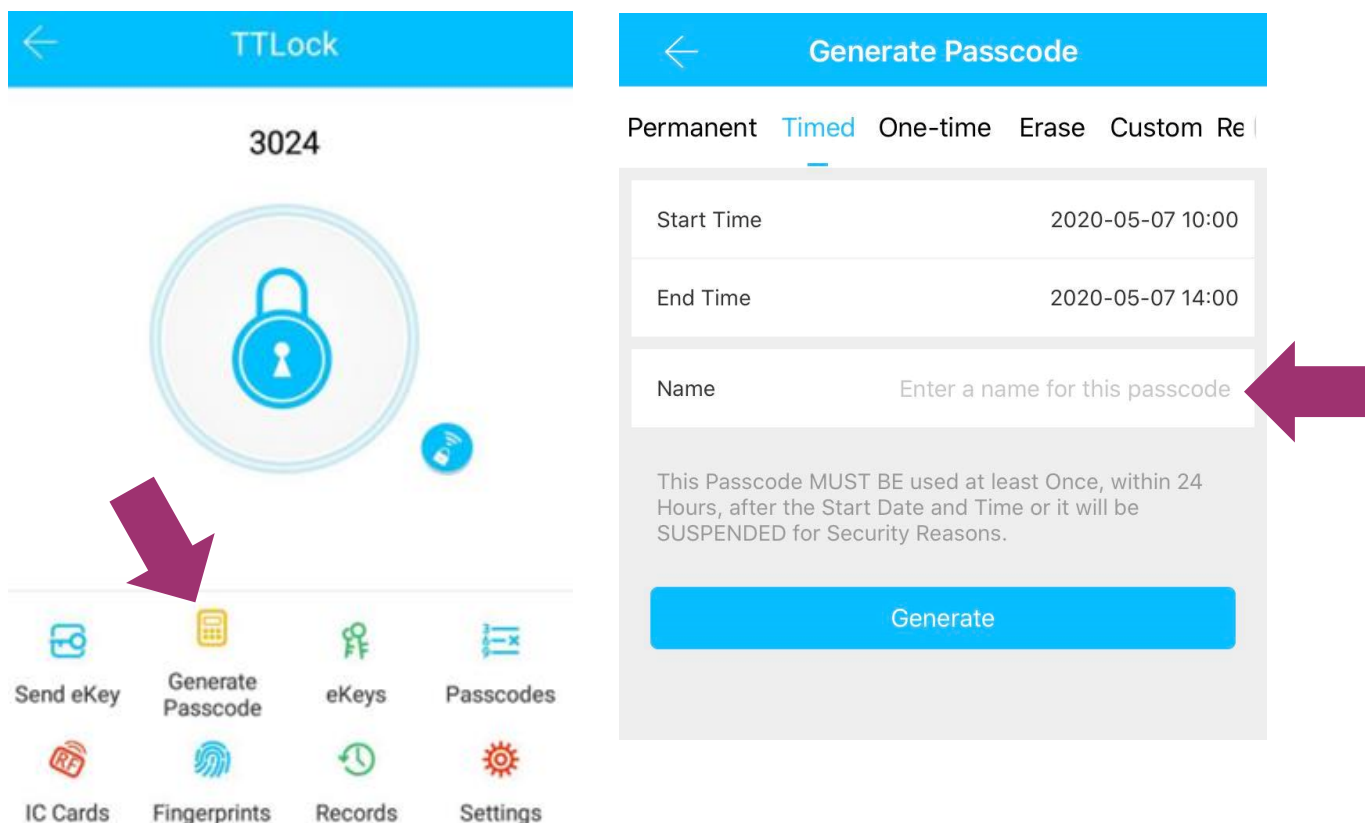 TTLock
3024
Send eKey
Generate
Passcode
eKeys
Passcodes
IC Cards
Fingerprints
Records
Settings
Generate Passcode
Permanent Timed One-time Erase Custom Re
Start Time 2020-05-07 10:00
End Time 2020-05-07 14:00
Name Enter a name for this passcode
This Passcode MUST BE used at least Once, within 24
Hours, after the Start Date and Time or it will be
SUSPENDED for Security Reasons.
Generate